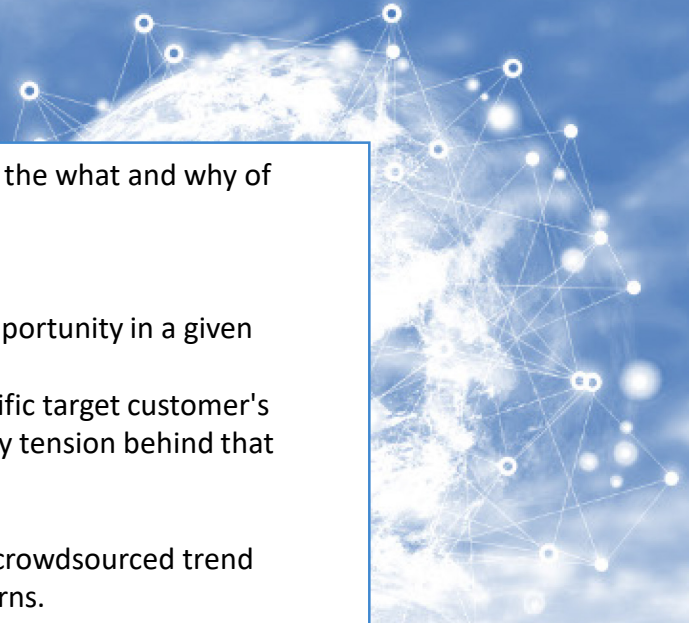 the what and why of
portunity in a given
ific target customer's
y tension behind that
crowdsourced trend
rns.